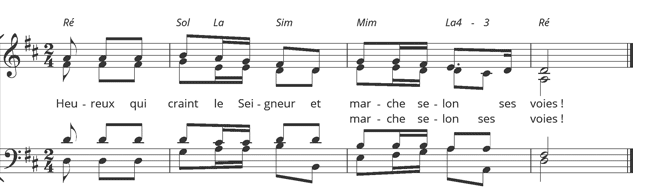 Ré Sol La Sim Mim La4 - 3 Ré
Heu - reux qui craint le Sei - gneur et mar - che se - lon ses voies !
mar - che se - lon ses voies !